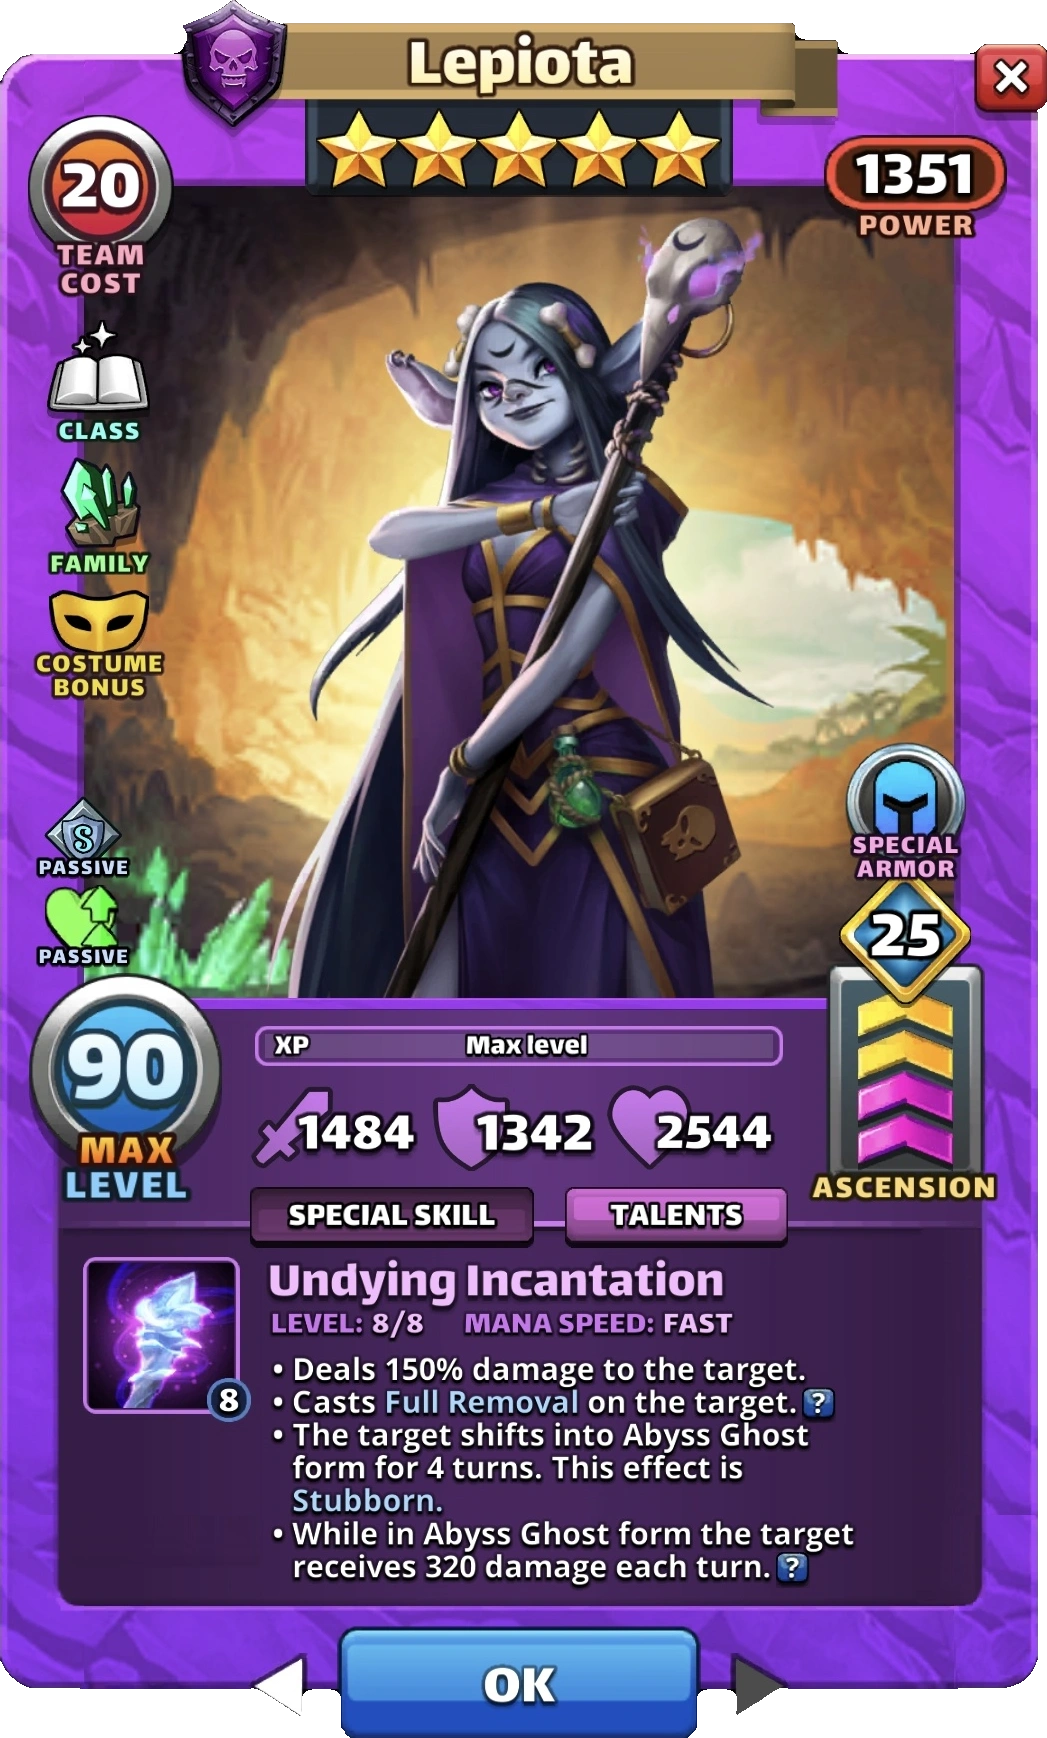 Lepiota
20
TEAM
COST
1351
POWER
CLASS
FAMILY
COSTUME
BONUS
S
PASSIVE
PASSIVE
SPECIAL
ARMOR
25
90
MAX
LEVEL
XP Max level
1484 1342 2544
ASCENSION
SPECIAL SKILL TALENTS
Undying Incantation
LEVEL: 8/8 MANA SPEED: FAST
8
• Deals 150% damage to the target.
• Casts Full Removal on the target. ?
• The target shifts into Abyss Ghost
form for 4 turns. This effect is
Stubborn.
• While in Abyss Ghost form the target
receives 320 damage each turn. ?
OK